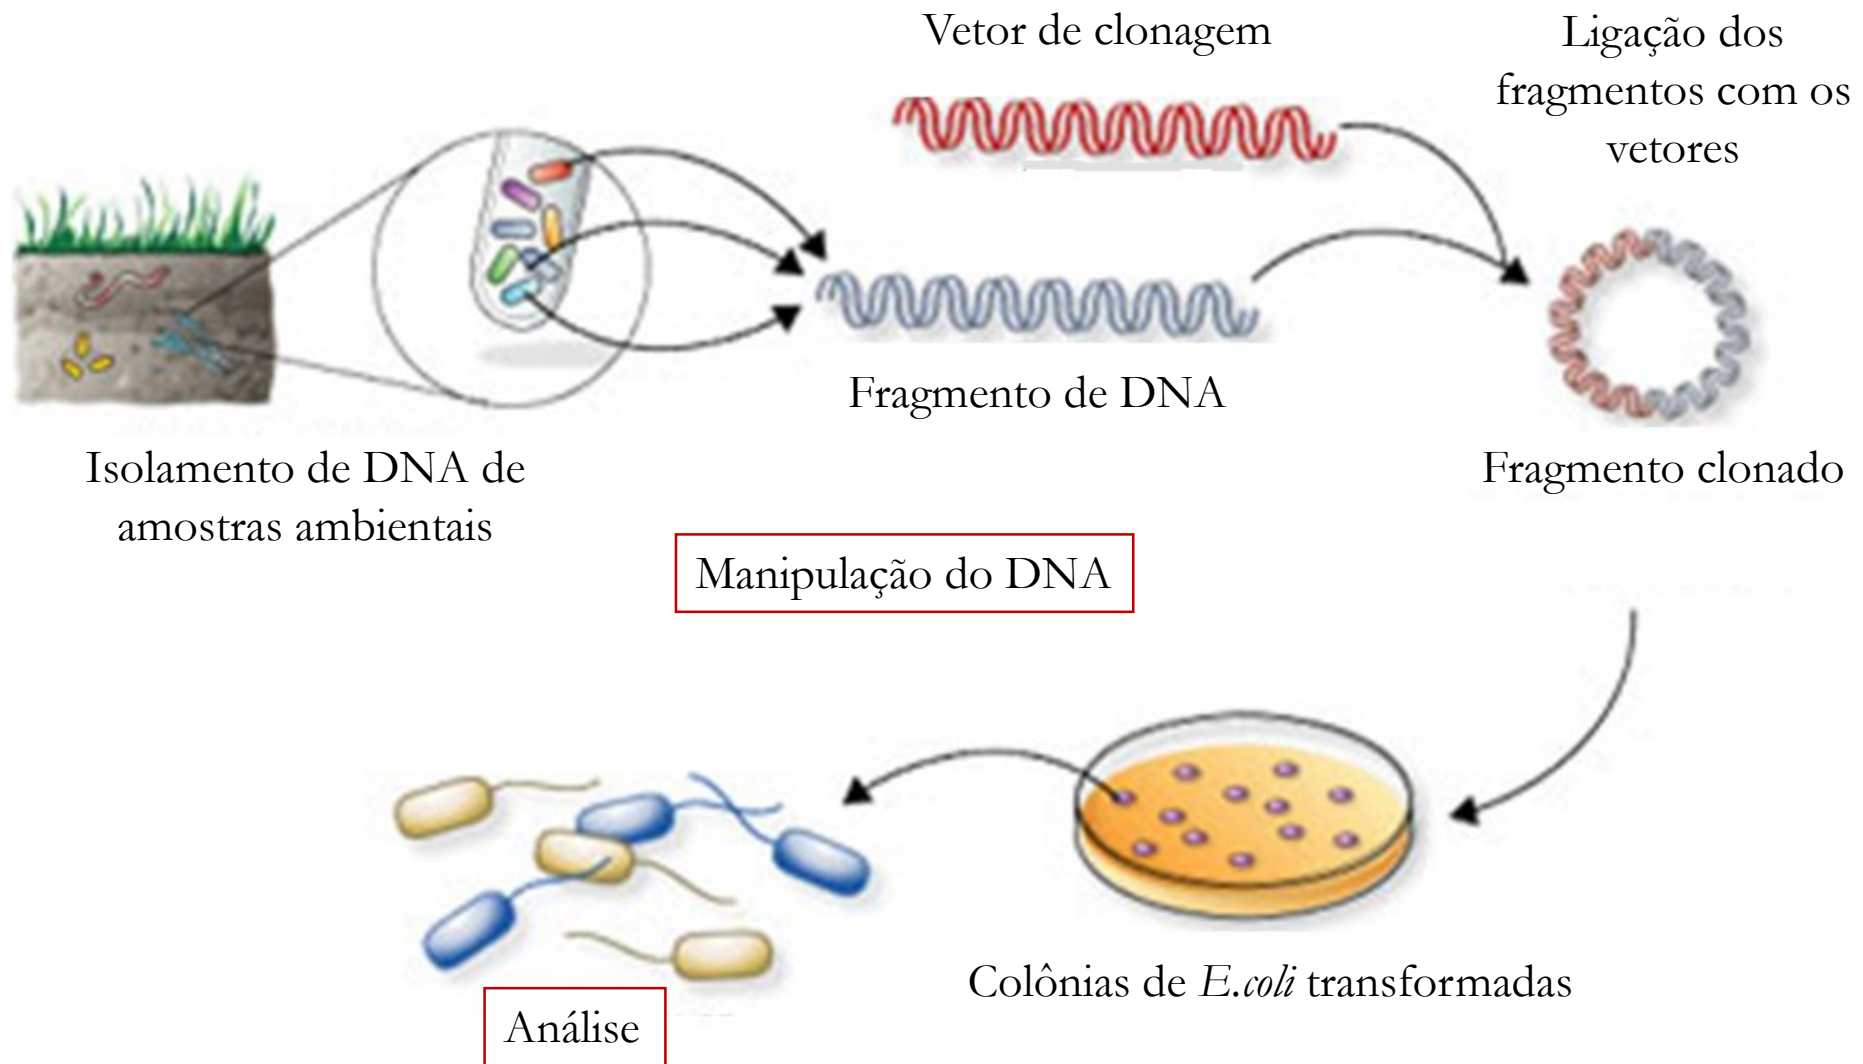 Vetor de clonagem
Ligação dos
fragmentos com os
vetores
Fragmento de DNA
Isolamento de DNA de
amostras ambientais
Fragmento clonado
Manipulação do DNA
Colônias de E.coli transformadas
Análise